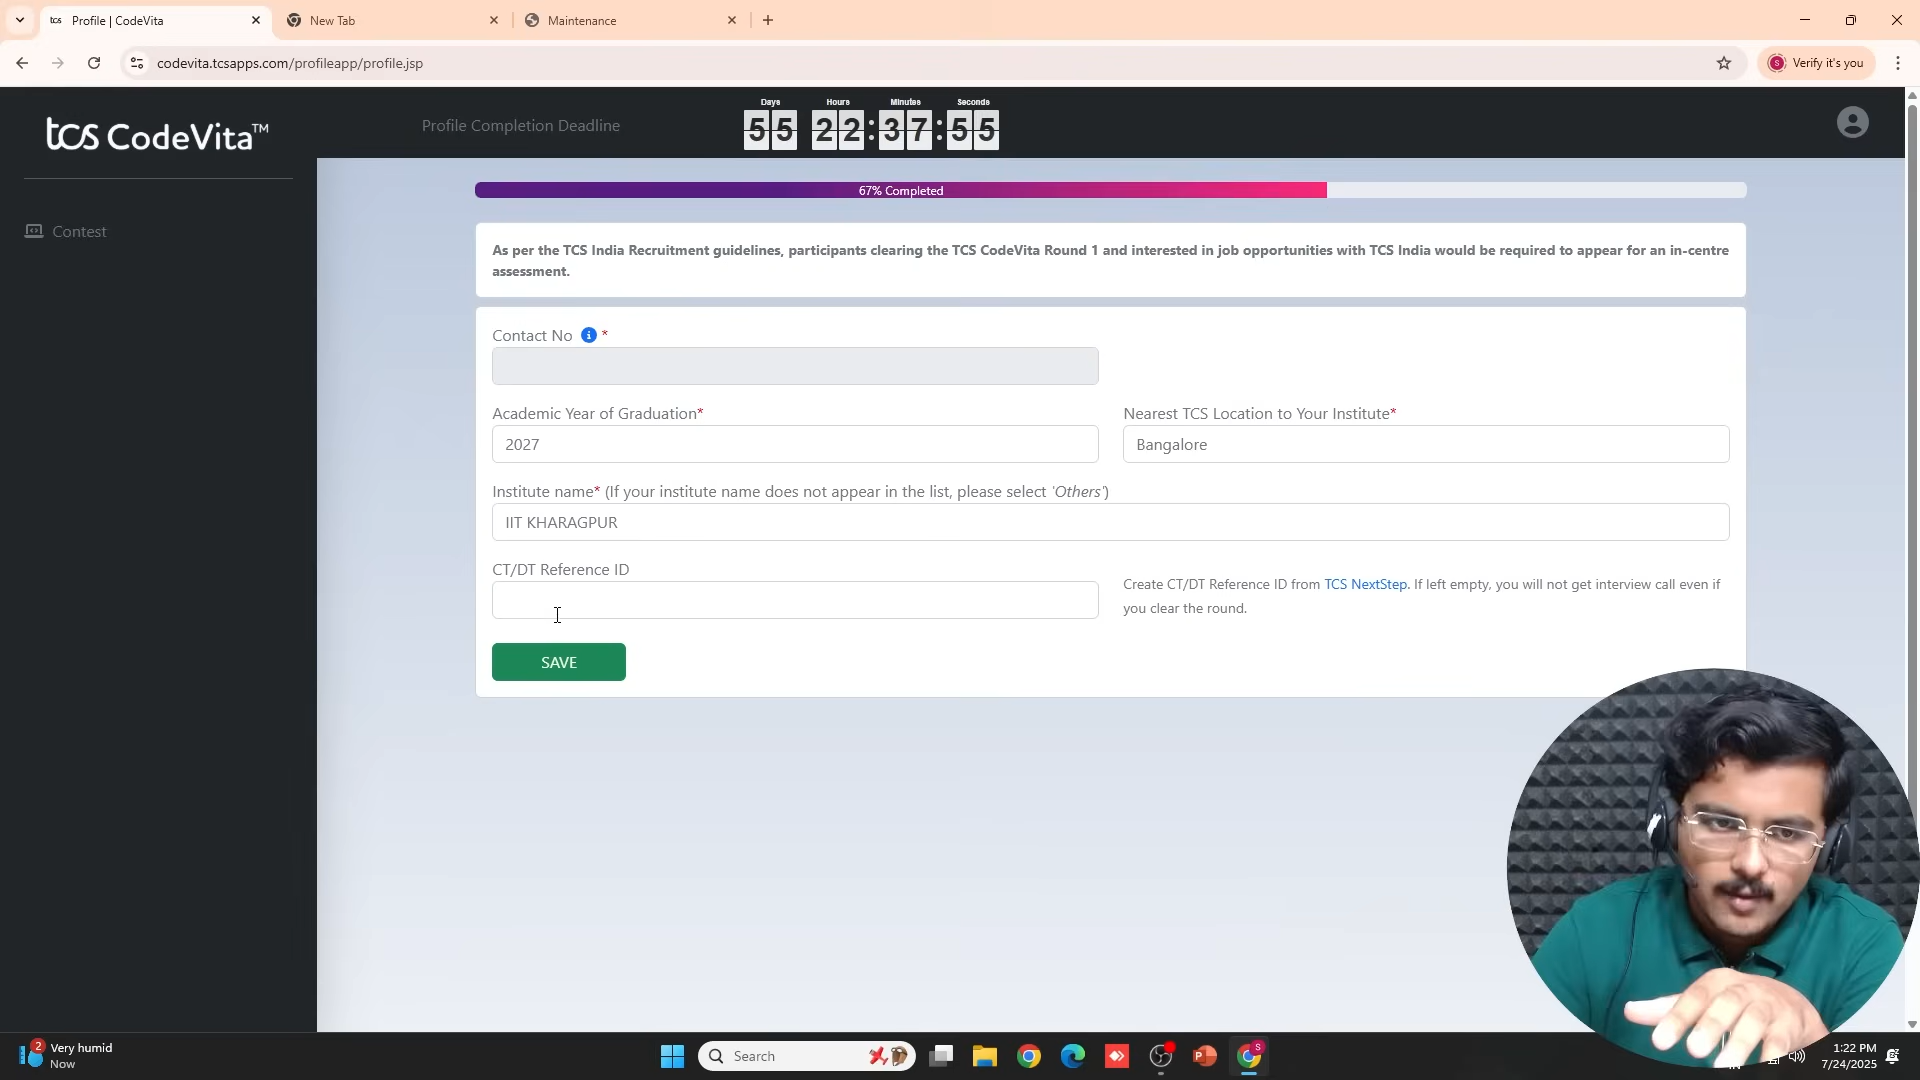 Profile | CodeVita
New Tab
Maintenance
codevita.tcsapps.com/profileapp/profile.jsp
S
Verify it's you
tcs CodeVita™
Profile Completion Deadline
Days Hours Minutes Seconds
55 22:37:55
Contest
67% Completed
As per the TCS India Recruitment guidelines, participants clearing the TCS CodeVita Round 1 and interested in job opportunities with TCS India would be required to appear for an in-centre
assessment.
Contact No i *
Academic Year of Graduation*
Nearest TCS Location to Your Institute*
2027
Bangalore
Institute name* (If your institute name does not appear in the list, please select 'Others')
IIT KHARAGPUR
CT/DT Reference ID
Create CT/DT Reference ID from TCS NextStep. If left empty, you will not get interview call even if
you clear the round.
SAVE
2
Very humid
Now
Search
S
1:22 PM
7/24/2025